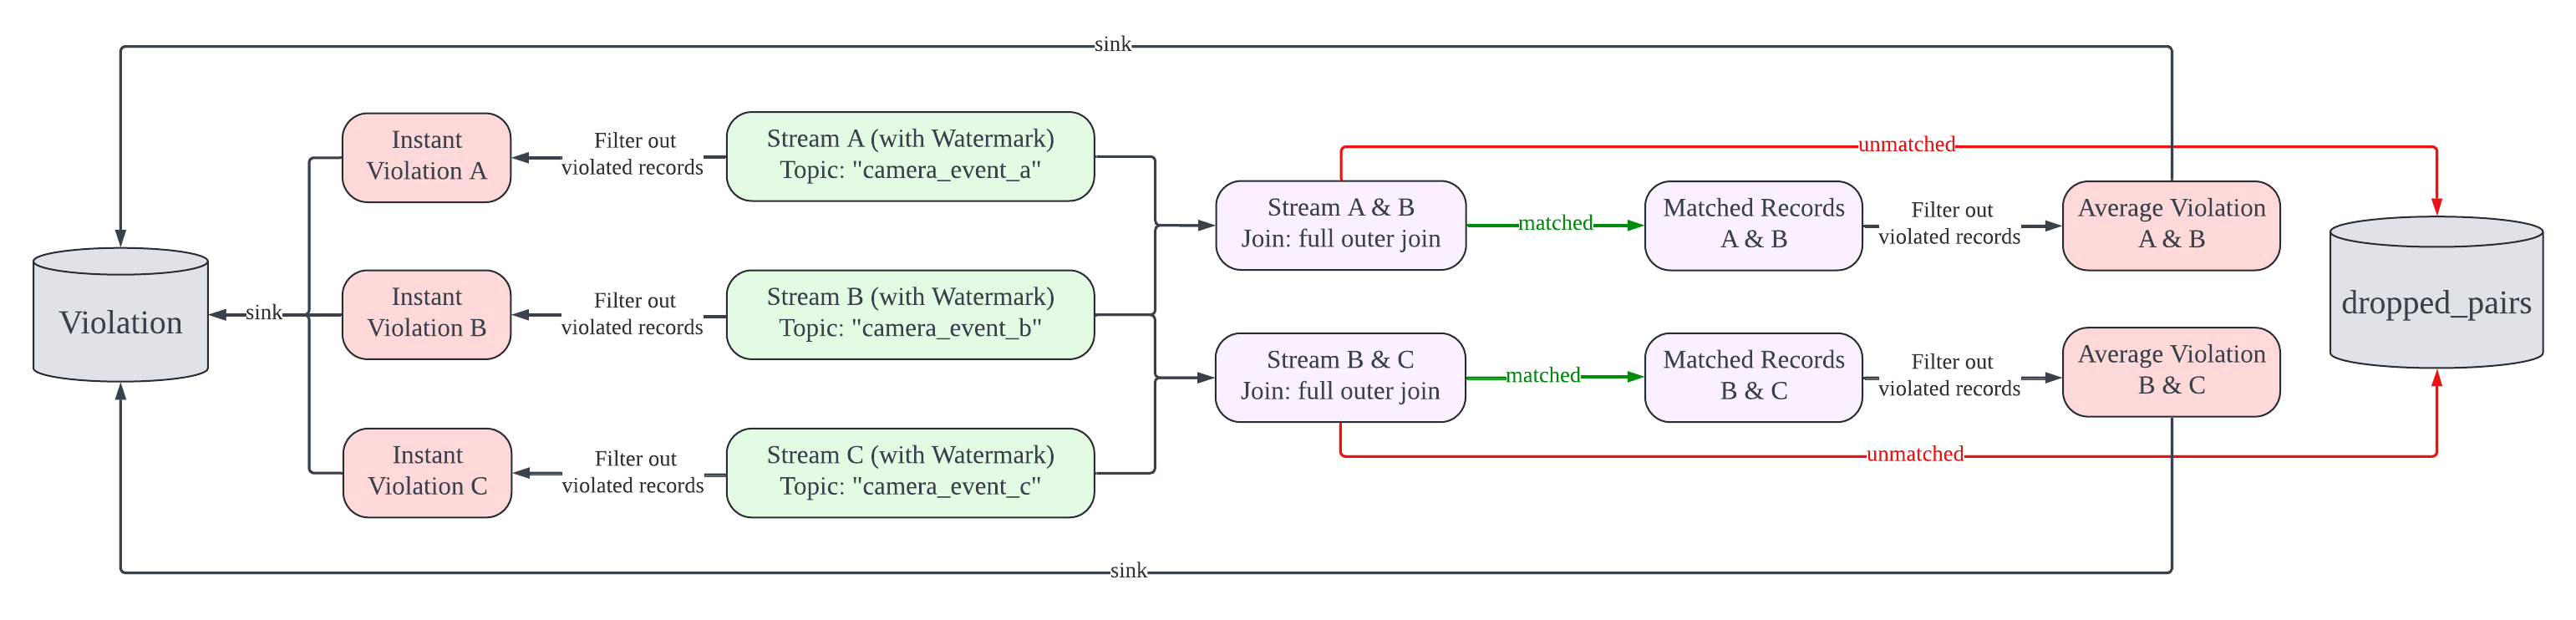 sink
Instant
Violation A
Filter out
violated records
Stream A (with Watermark)
Topic: "camera_event_a"
unmatched
Stream A & B
Join: full outer join
matched
Matched Records
A & B
Filter out
violated records
Average Violation
A & B
Violation
sink
Instant
Violation B
Filter out
violated records
Stream B (with Watermark)
Topic: "camera_event_b"
dropped_pairs
Stream B & C
Join: full outer join
matched
Matched Records
B & C
Filter out
violated records
Average Violation
B & C
Instant
Violation C
Filter out
violated records
Stream C (with Watermark)
Topic: "camera_event_c"
unmatched
sink